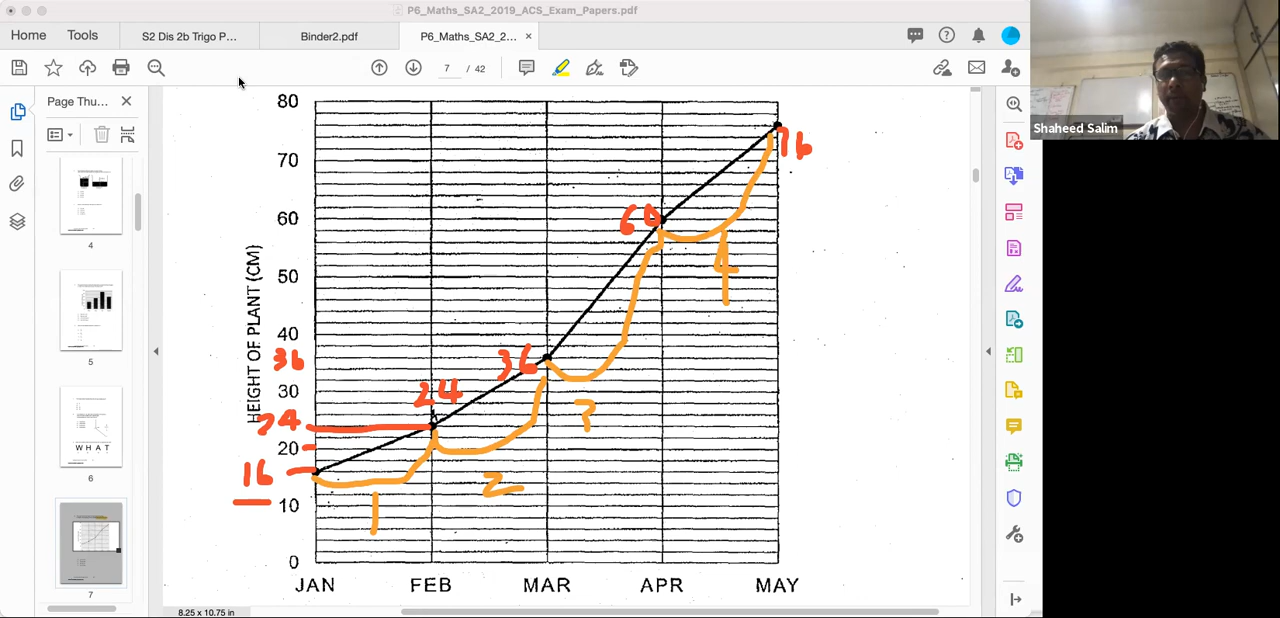 P6_Maths_SA2_2019_ACS_Exam_Papers.pdf
Home Tools S2 Dis 2b Trigo P... Binder2.pdf P6_Maths_SA2_2... ×
7 / 42
Page Thu... ×
Shaheed Salim
4
5
WHAT
6
7
HEIGHT OF PLANT (CM)
80
70
76
60
60
50
4
40
36
36
30
24
3
24
20
16
2
10
1
0
JAN FEB MAR APR MAY
8.25 x 10.75 in